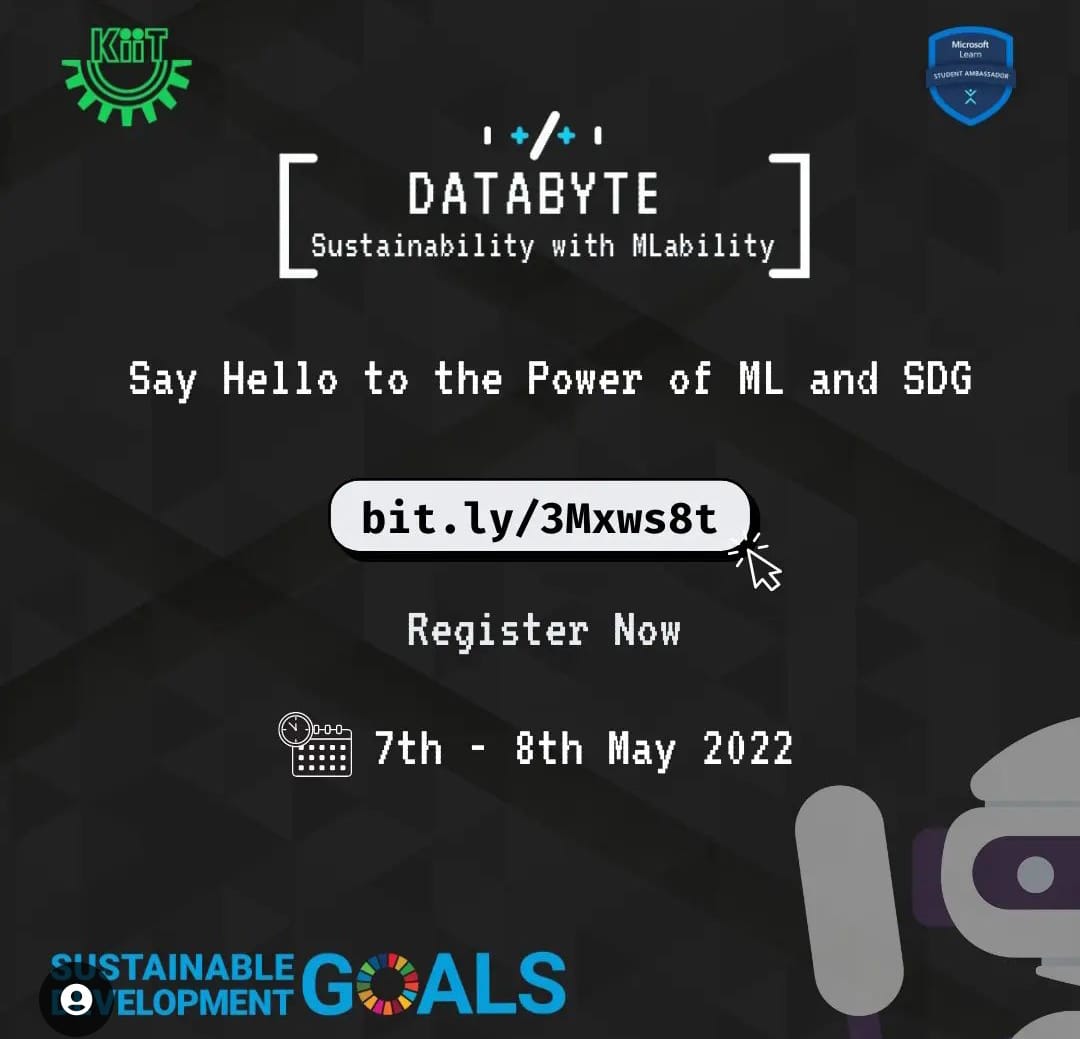 KiiT
Microsoft
Learn
STUDENT AMBASSADOR
DATABYTE
Sustainability with MLability
Say Hello to the Power of ML and SDG
bit.ly/3Mxws8t
Register Now
7th - 8th May 2022
SUSTAINABLE
DEVELOPMENT
GOALS